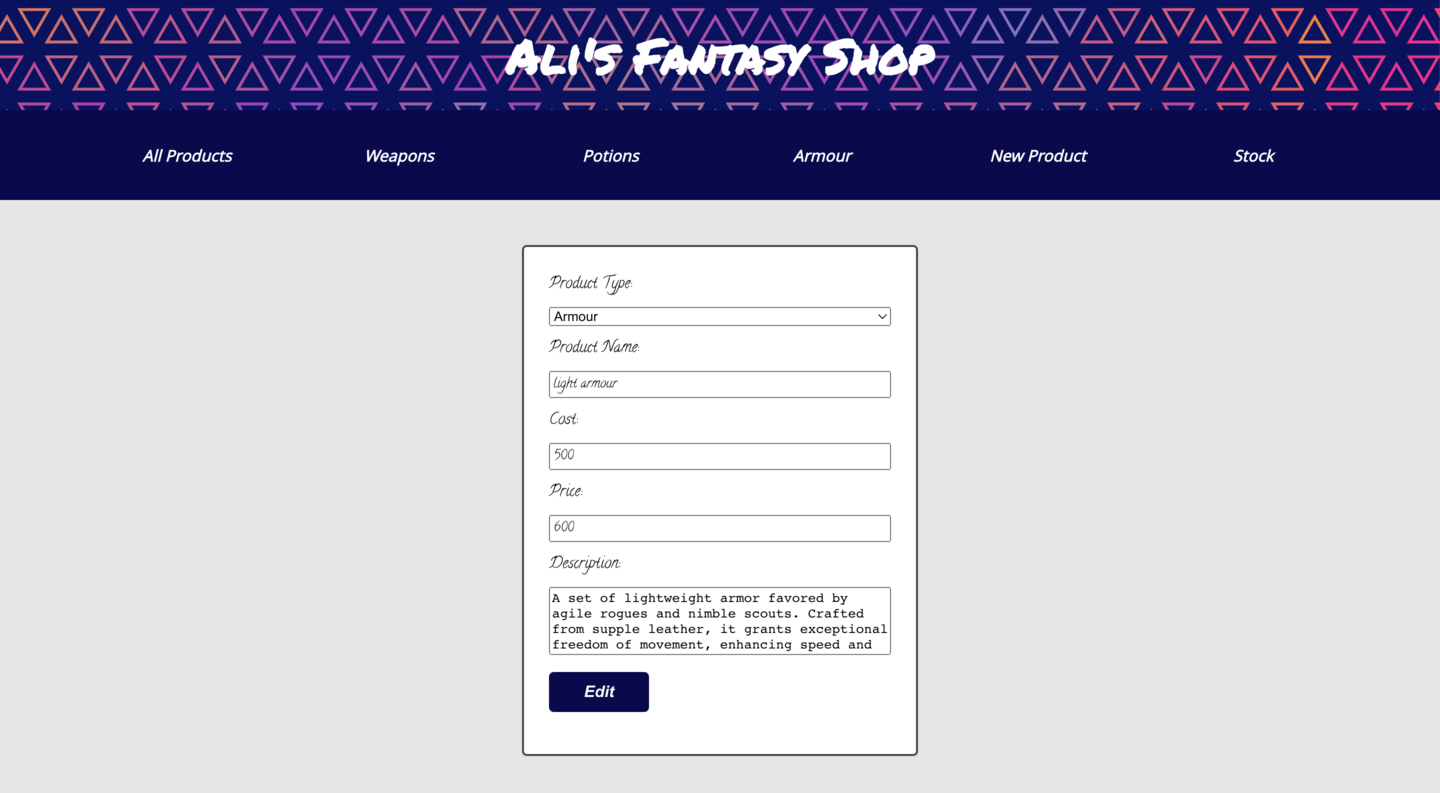 Ali's Fantasy Shop
All Products Weapons Potions Armour New Product Stock
Product Type:
Armour
Product Name:
light armour
Cost:
500
Price:
600
Description:
A set of lightweight armor favored by
agile rogues and nimble scouts. Crafted
from supple leather, it grants exceptional
freedom of movement, enhancing speed and
Edit